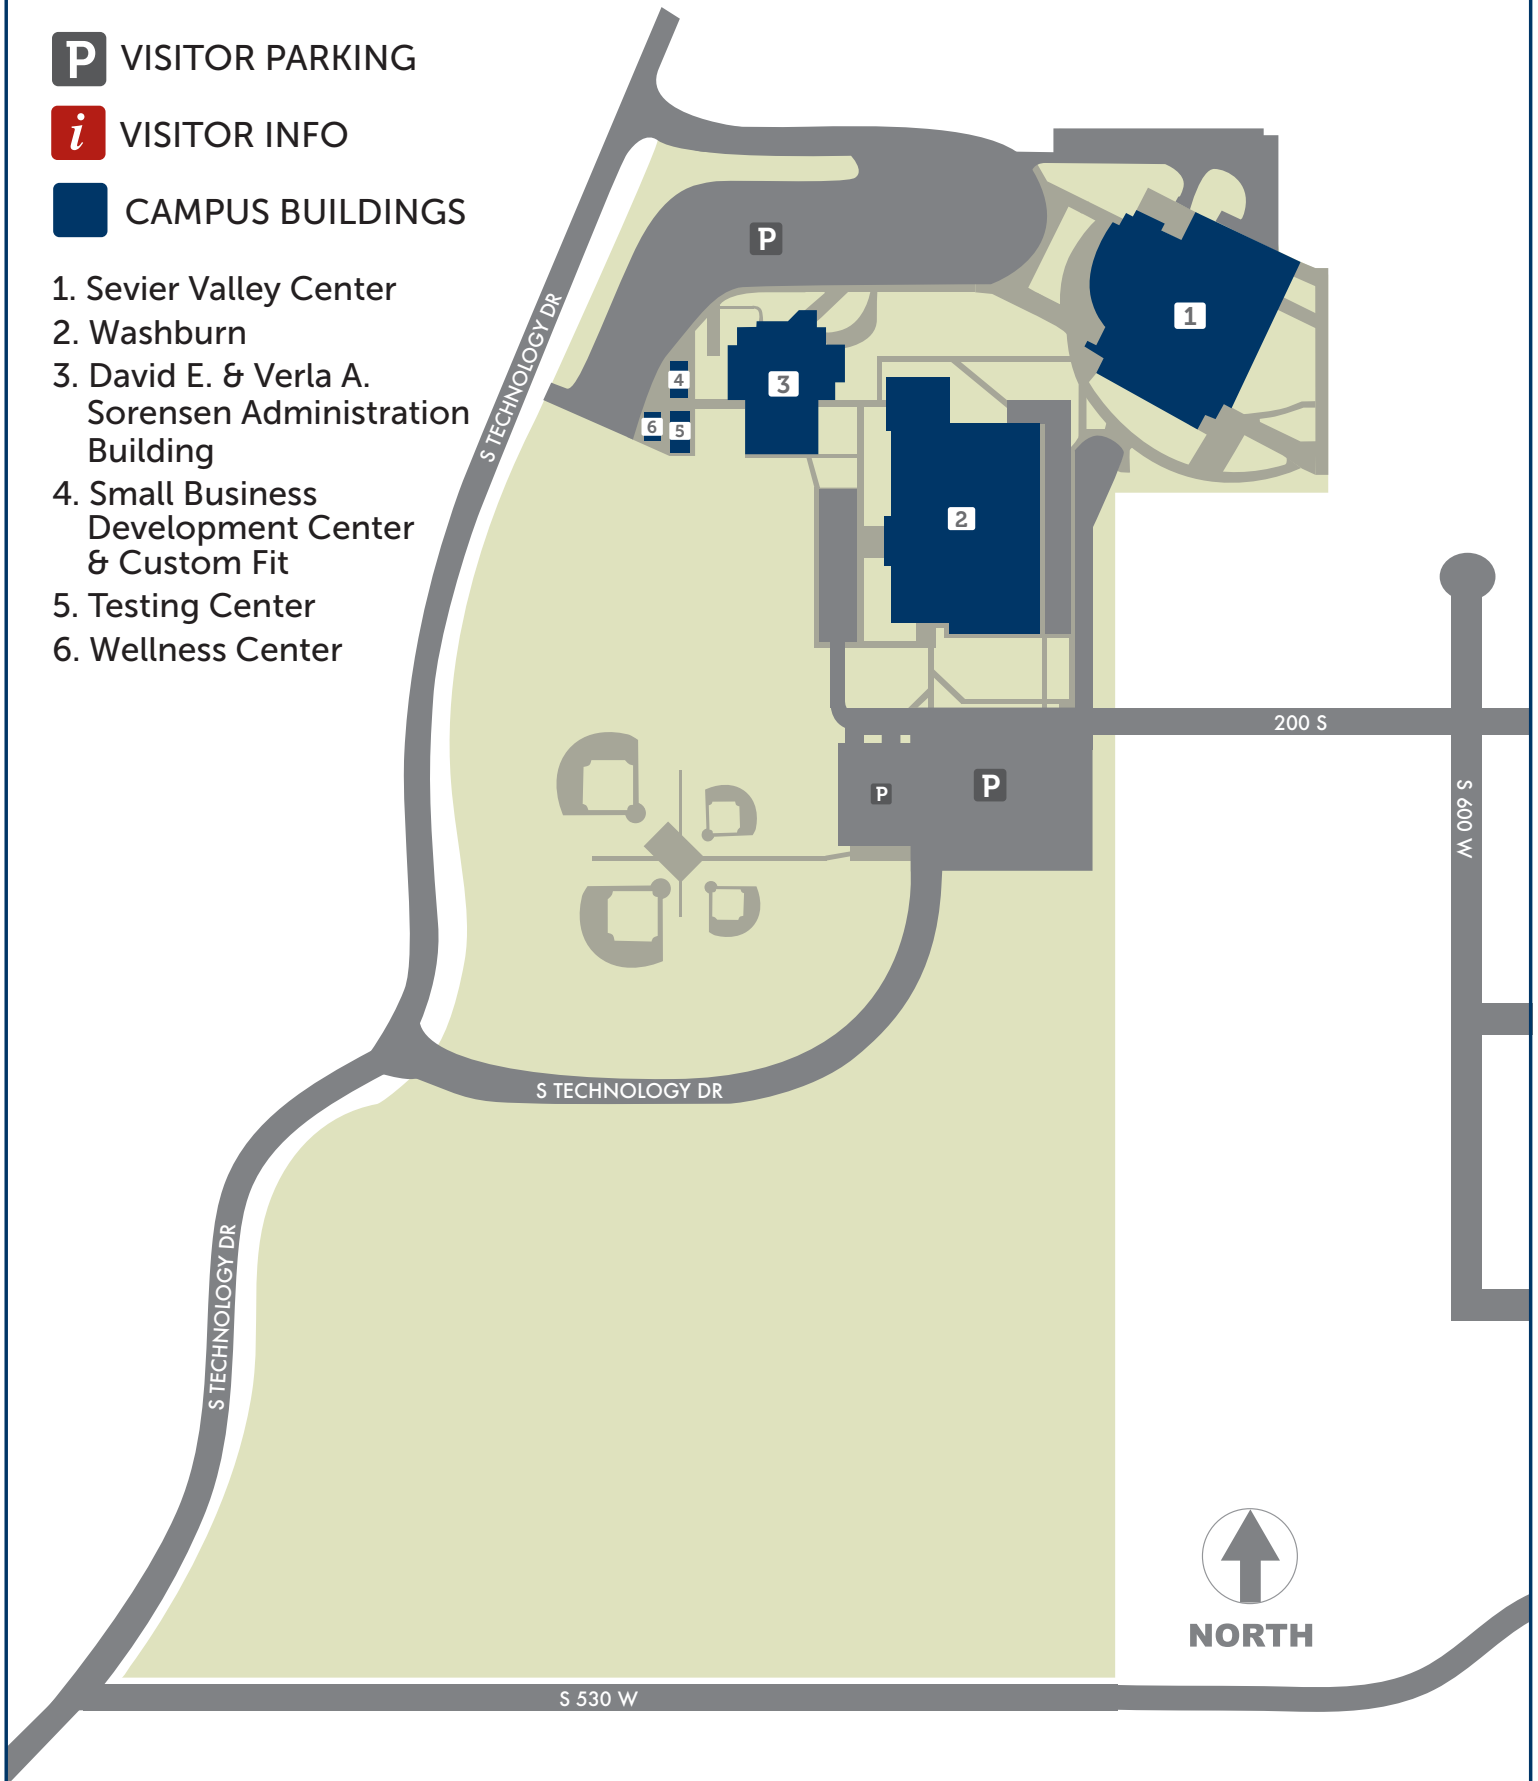 P VISITOR PARKING
i VISITOR INFO
CAMPUS BUILDINGS
1. Sevier Valley Center
2. Washburn
3. David E. & Verla A.
Sorensen Administration
Building
4. Small Business
Development Center
& Custom Fit
5. Testing Center
6. Wellness Center
P
1
S TECHNOLOGY DR
3
4
6
5
2
200 S
S 600 W
P
P
S TECHNOLOGY DR
S TECHNOLOGY DR
NORTH
S 530 W